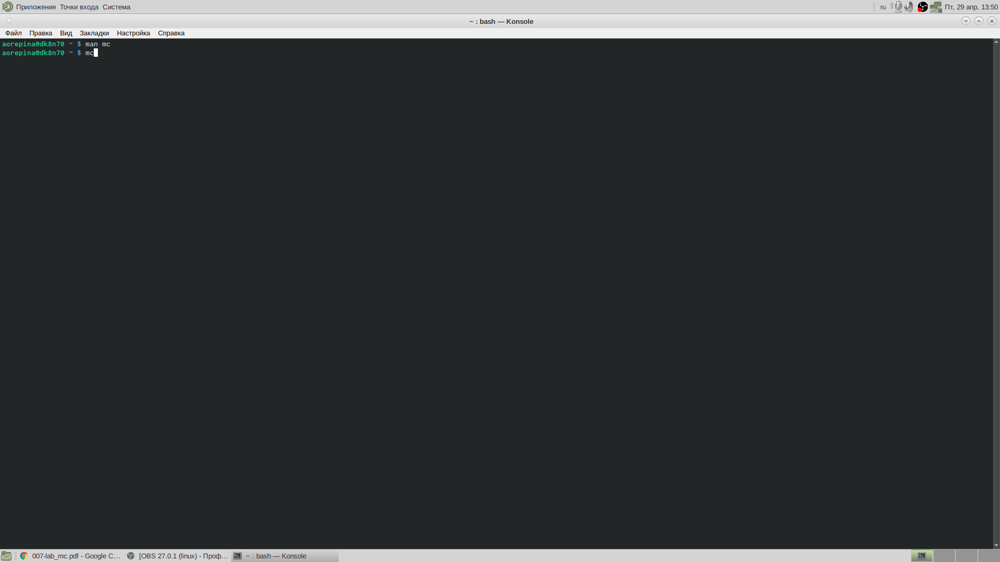 Приложения Точки входа Система
ru Пт, 29 апр, 13:50
~ : bash — Konsole
Файл Правка Вид Закладки Настройка Справка
aorepina@dk8n70 ~ $ man mc
aorepina@dk8n70 ~ $ mc
007-lab_mc.pdf - Google C… [OBS 27.0.1 (linux) - Проф… ~ : bash — Konsole